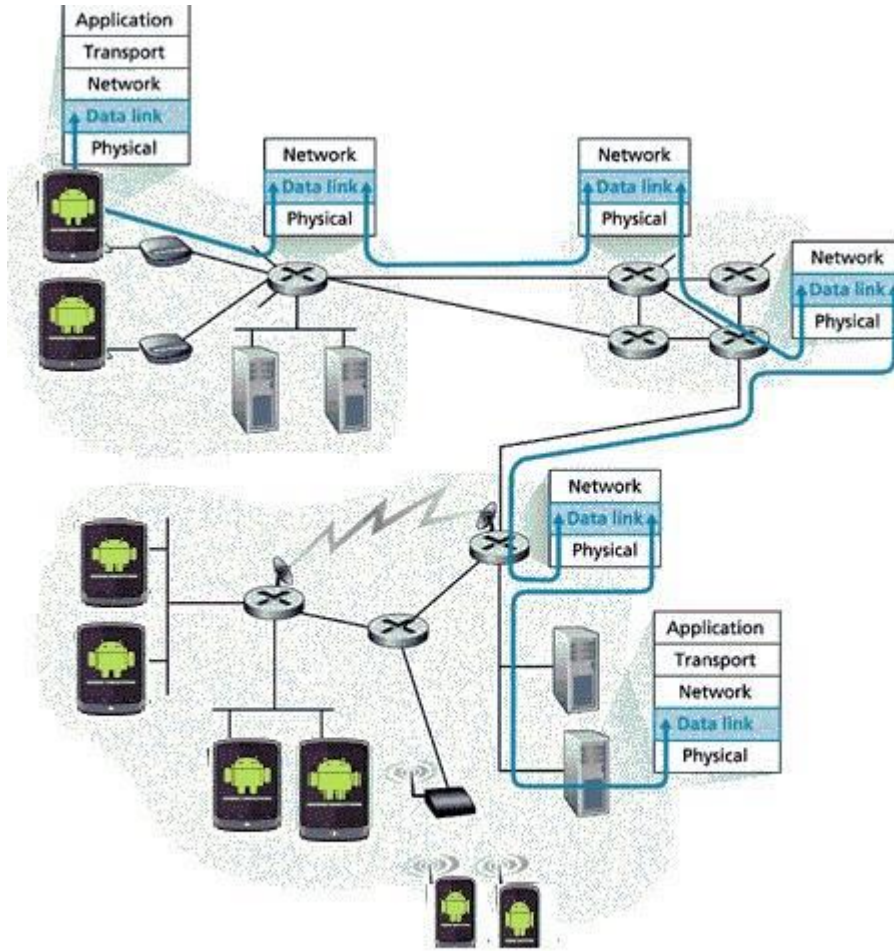 Application
Transport
Network
Data link
Physical
Network
Data link
Physical
Network
Data link
Physical
Network
Data link
Physical
Network
Data link
Physical
Application
Transport
Network
Data link
Physical